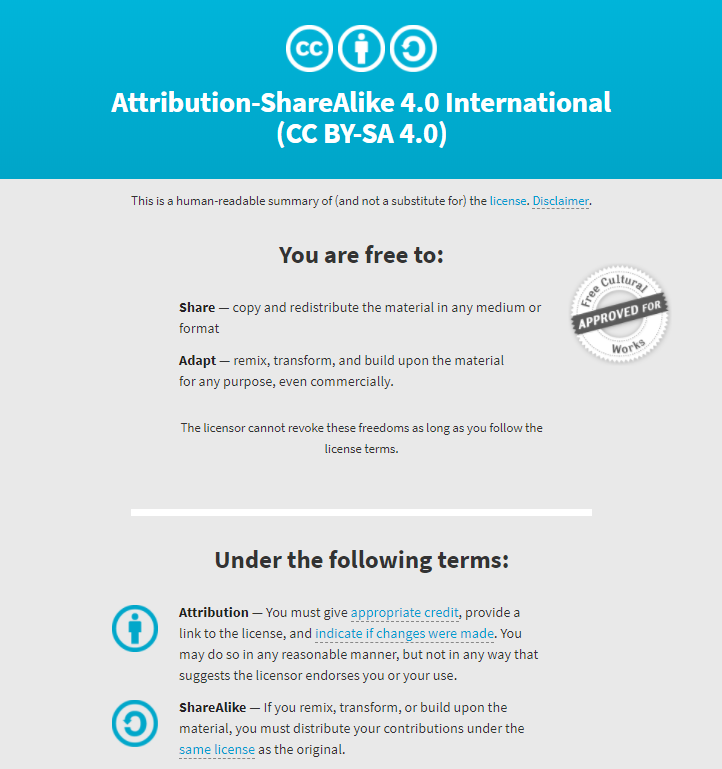 cc
Attribution-ShareAlike 4.0 International
(CC BY-SA 4.0)
This is a human-readable summary of (and not a substitute for) the license. Disclaimer.
You are free to:
Share — copy and redistribute the material in any medium or
format
Adapt — remix, transform, and build upon the material
for any purpose, even commercially.
Free Cultural
APPROVED FOR
Works
The licensor cannot revoke these freedoms as long as you follow the
license terms.
Under the following terms:
Attribution — You must give appropriate credit, provide a
link to the license, and indicate if changes were made. You
may do so in any reasonable manner, but not in any way that
suggests the licensor endorses you or your use.
ShareAlike — If you remix, transform, or build upon the
material, you must distribute your contributions under the
same license as the original.